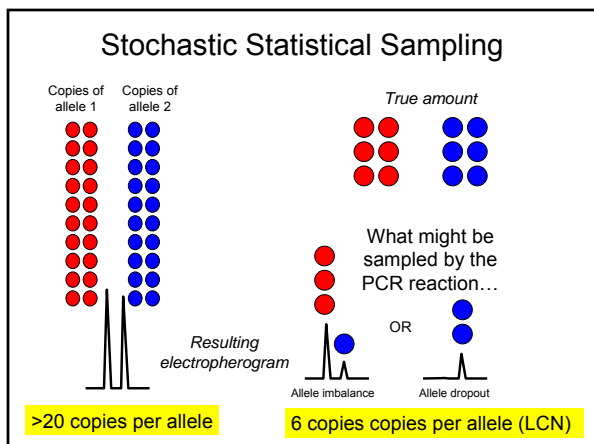 Stochastic Statistical Sampling
Copies of
allele 1
Copies of
allele 2
True amount
What might be
sampled by the
PCR reaction…
OR
Resulting
electropherogram
Allele imbalance
Allele dropout
>20 copies per allele
6 copies copies per allele (LCN)